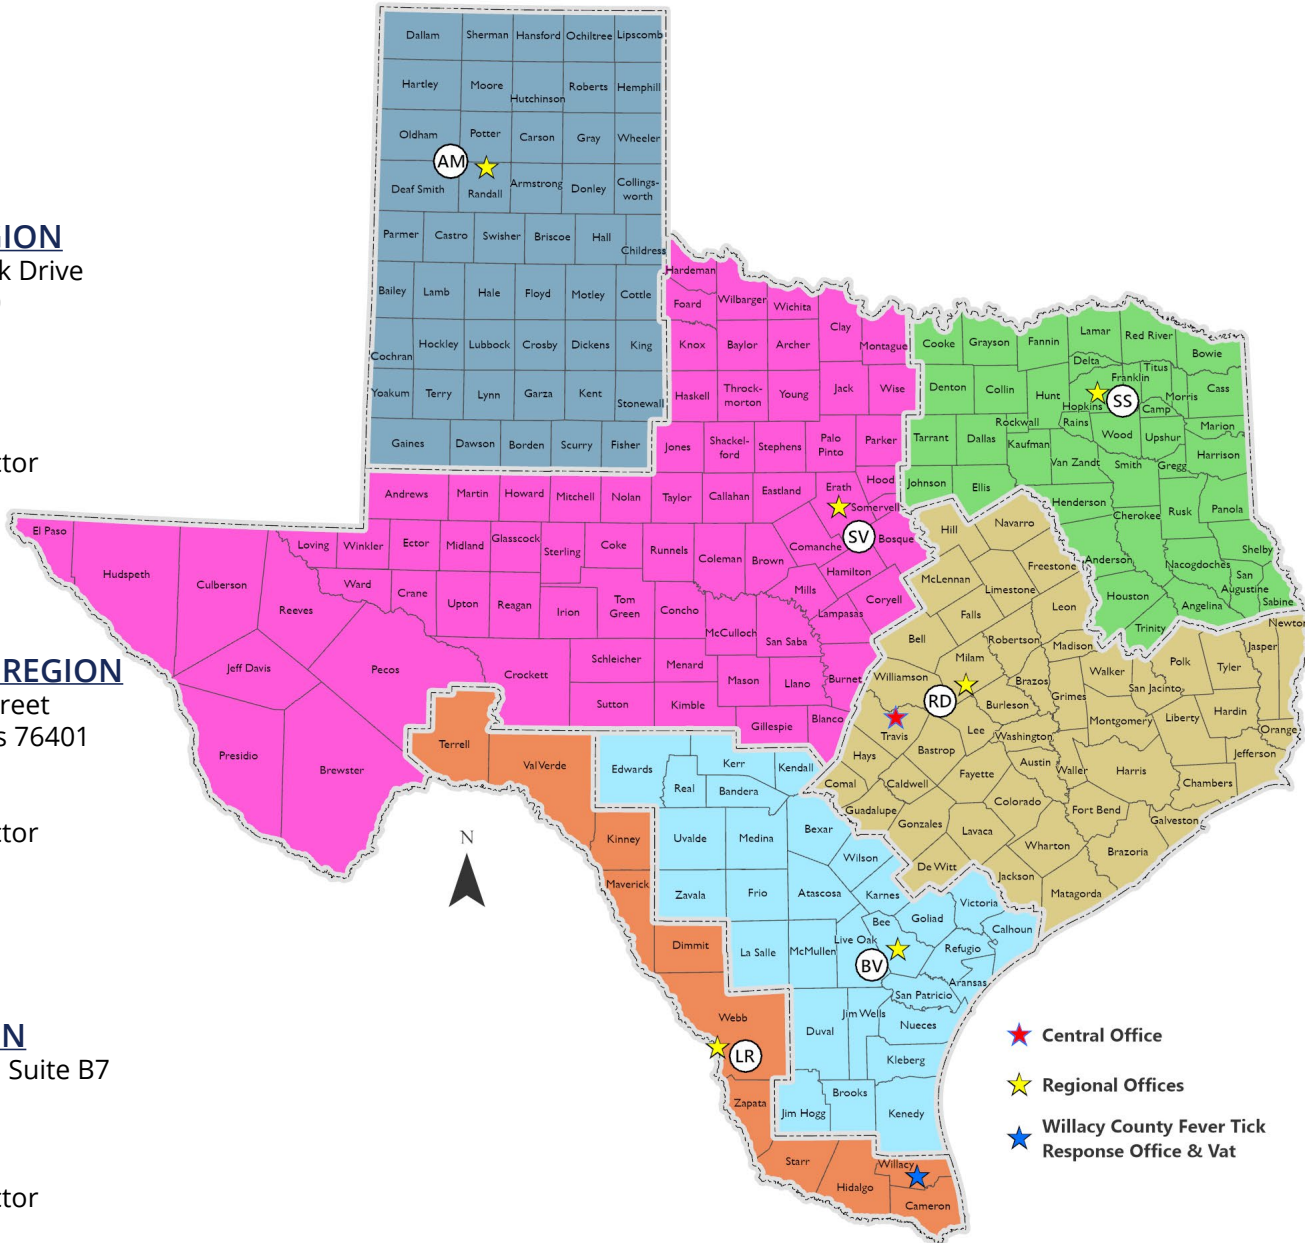 GION
k Drive
ctor
REGION
reet
s 76401
ctor
N
Suite B7
ctor
Dallam Sherman Hansford Ochiltree Lipscomb
Hartley Moore Hutchinson Roberts Hemphill
Oldham Potter Carson Gray Wheeler
AM
Deaf Smith Randall Armstrong Donley Collings-
worth
Parmer Castro Swisher Briscoe Hall Childress
Bailey Lamb Hale Floyd Motley Cottle
Cochran Hockley Lubbock Crosby Dickens King
Yoakum Terry Lynn Garza Kent Stonewall
Gaines Dawson Borden Scurry Fisher
Hardeman
Foard Wilbarger Wichita Clay
Knox Baylor Archer Montague
Haskell Throck-
morton Young Jack Wise
Jones Shackel-
ford Stephens Palo
Pinto Parker
Andrews Martin Howard Mitchell Nolan Taylor Callahan Eastland Erath Hood
Somervell
SV
El Paso Hudspeth Culberson Reeves Loving Winkler Ector Midland Glasscock Sterling Coke Runnels Coleman Brown Comanche Bosque
Hamilton
Ward Crane Upton Reagan Irion Tom
Green Concho Mills Coryell
Lampasas
McCulloch San Saba
Jeff Davis Pecos Crockett Schleicher Menard Mason Llano Burnet
Sutton Kimble Gillespie Blanco
Presidio Brewster
Cooke Grayson Fannin Lamar Red River Bowie
Delta Titus
Franklin
Denton Collin Hunt Hopkins Morris Cass
SS
Camp
Rockwall Rains Marion
Tarrant Dallas Kaufman Wood Upshur Harrison
Van Zandt Smith Gregg
Johnson Ellis Henderson Cherokee Rusk Panola
Anderson Nacogdoches Shelby
San
Augustine
Houston Angelina Sabine
Trinity
Hill Navarro
Freestone
McLennan Limestone
Falls Leon
Bell Robertson Madison
Milam Walker Polk Tyler Jasper Newton
Williamson Brazos Grimes San Jacinto
RD
Burleson Montgomery Liberty Hardin Orange
Travis Lee Washington
Hays Bastrop Austin Waller Harris Jefferson
Comal Caldwell Fayette Chambers
Guadalupe Colorado Fort Bend Galveston
Gonzales Lavaca Wharton Brazoria
De Witt Jackson Matagorda
Terrell Val Verde
Kinney
Maverick
Dimmit
Webb
LR
Zapata
Starr Hidalgo Willacy
Cameron
Edwards Kerr Kendall
Real Bandera
Uvalde Medina Bexar Wilson
Zavala Frio Atascosa Karnes
Victoria
Bee Goliad Calhoun
La Salle McMullen Live Oak Refugio
BV
Aransas
San Patricio
Duval Jim Wells Nueces
Kleberg
Jim Hogg Brooks Kenedy
N
Central Office
Regional Offices
Willacy County Fever Tick
Response Office & Vat